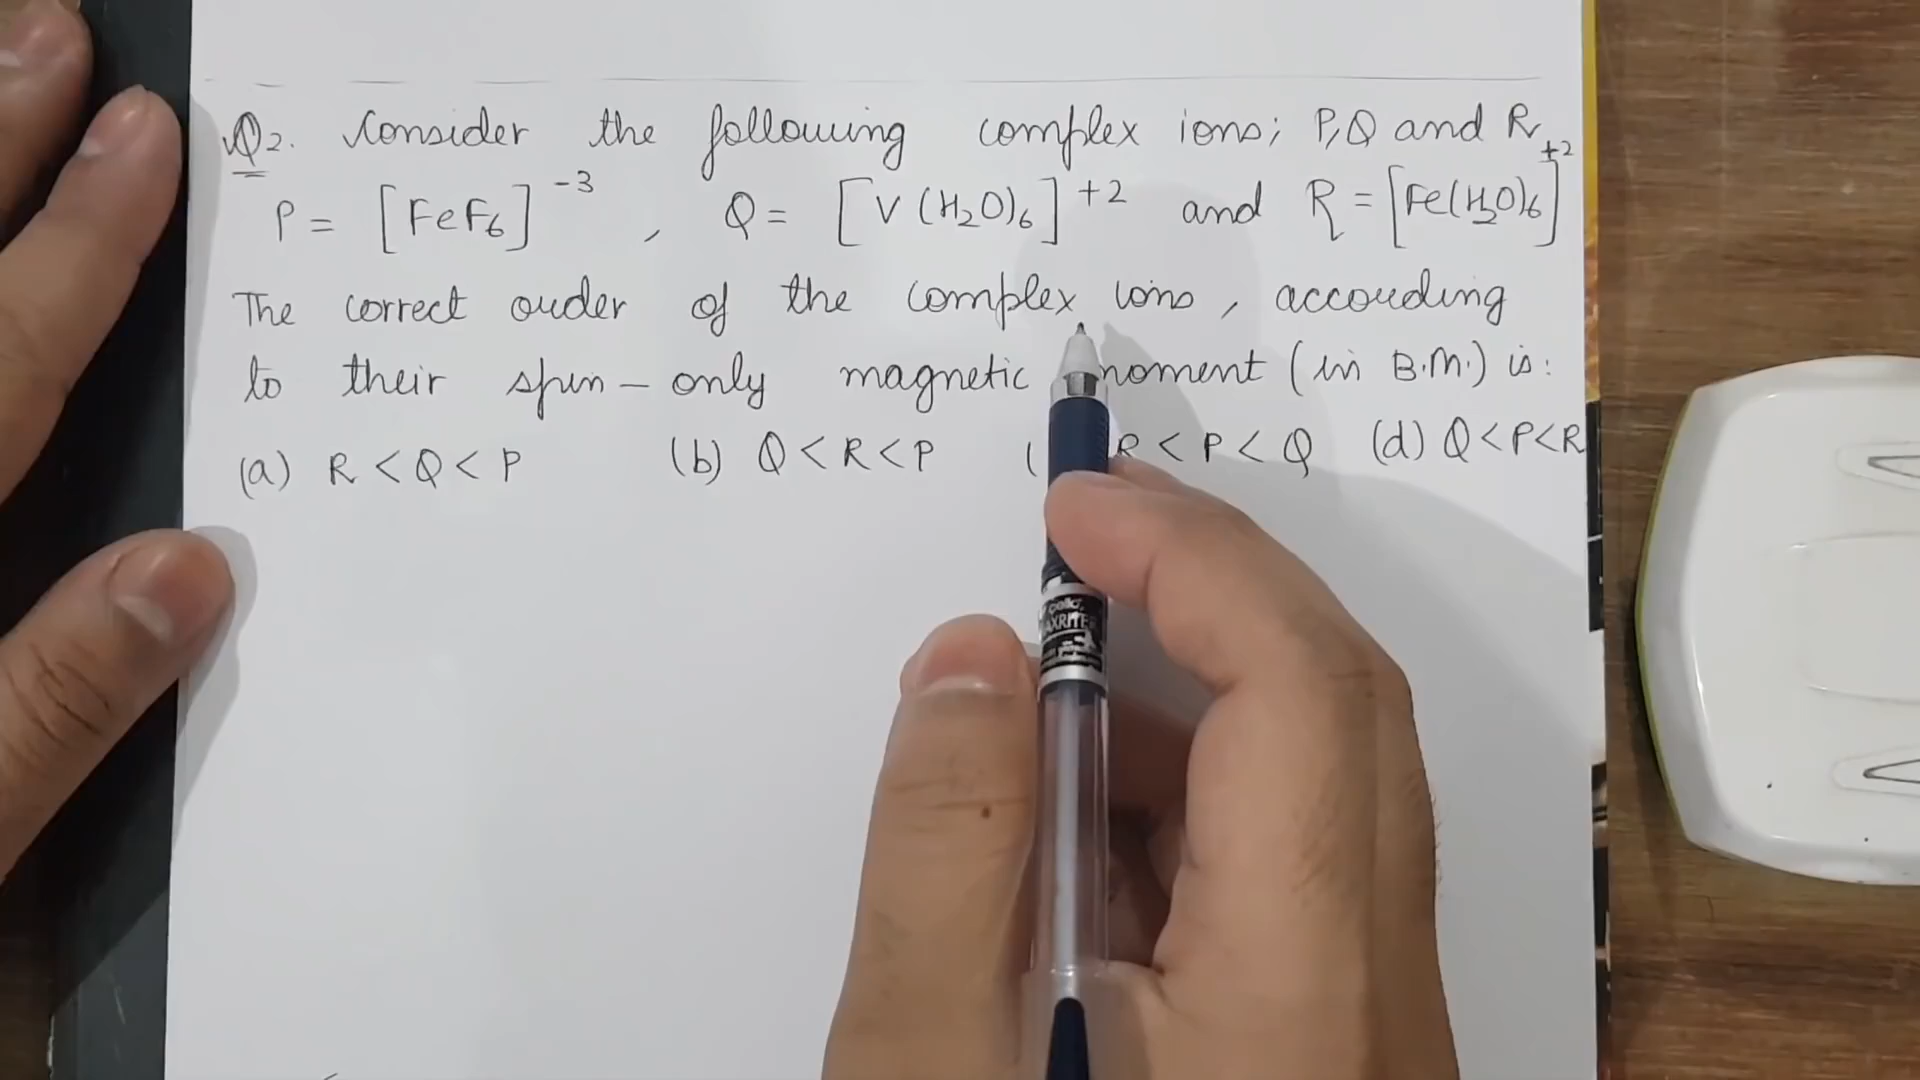 Q2. Consider the following complex ions; P, Q and R
P = [FeF6]⁻³ , Q = [V(H2O)6]⁺² and R = [Fe(H2O)6]⁺²
The correct order of the complex ions, according
to their spin-only magnetic moment (in B.M.) is:
(a) R < Q < P (b) Q < R < P ( R < P < Q (d) Q < P < R
cello